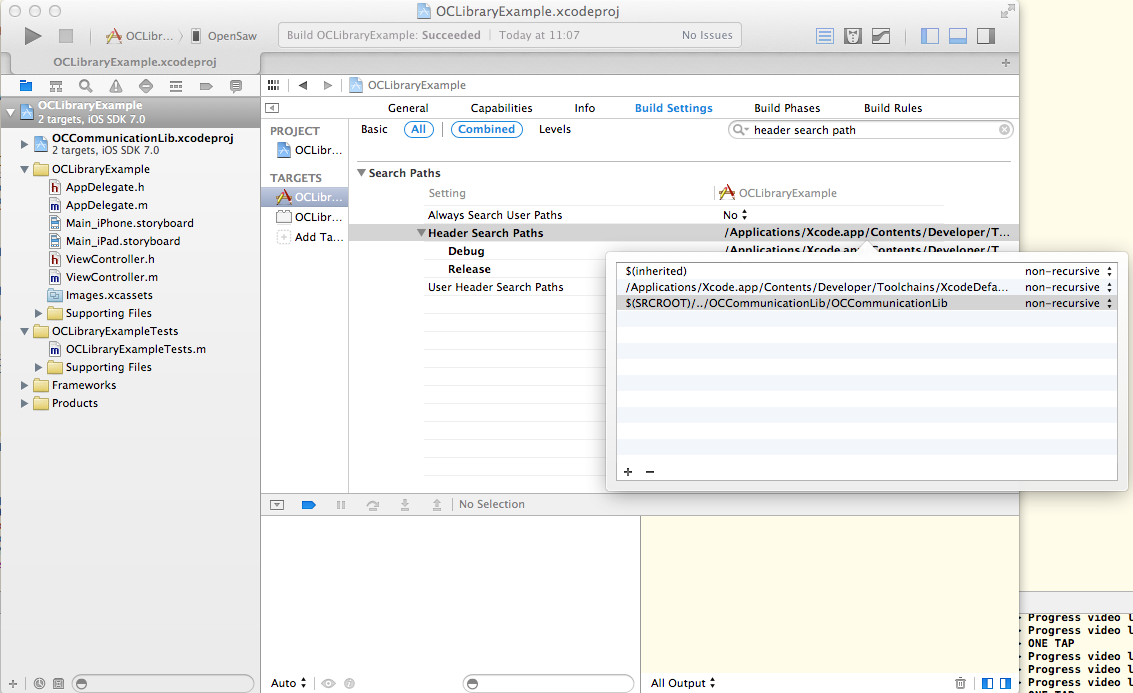 OCLibraryExample.xcodeproj
OCLibr... OpenSaw
Build OCLibraryExample: Succeeded | Today at 11:07 No Issues
OCLibraryExample.xcodeproj
OCLibraryExample
2 targets, iOS SDK 7.0
OCCommunicationLib.xcodeproj
2 targets, iOS SDK 7.0
OCLibraryExample
AppDelegate.h
AppDelegate.m
Main_iPhone.storyboard
Main_iPad.storyboard
ViewController.h
ViewController.m
Images.xcassets
Supporting Files
OCLibraryExampleTests
OCLibraryExampleTests.m
Supporting Files
Frameworks
Products
OCLibraryExample
General Capabilities Info Build Settings Build Phases Build Rules
PROJECT
OCLibr...
TARGETS
OCLibr...
OCLibr...
Add Ta...
Basic All Combined Levels
header search path
Search Paths
Setting OCLibraryExample
Always Search User Paths No
Header Search Paths /Applications/Xcode.app/Contents/Developer/T...
Debug /Applications/Xcode.app/Contents/Developer/T...
Release
User Header Search Paths
$(inherited) non-recursive
/Applications/Xcode.app/Contents/Developer/Toolchains/XcodeDefa... non-recursive
$(SRCROOT)/../OCCommunicationLib/OCCommunicationLib non-recursive
+ −
No Selection
Auto
All Output
Progress video l
Progress video l
ONE TAP
Progress video l
Progress video l
Progress video l
ONE TAP